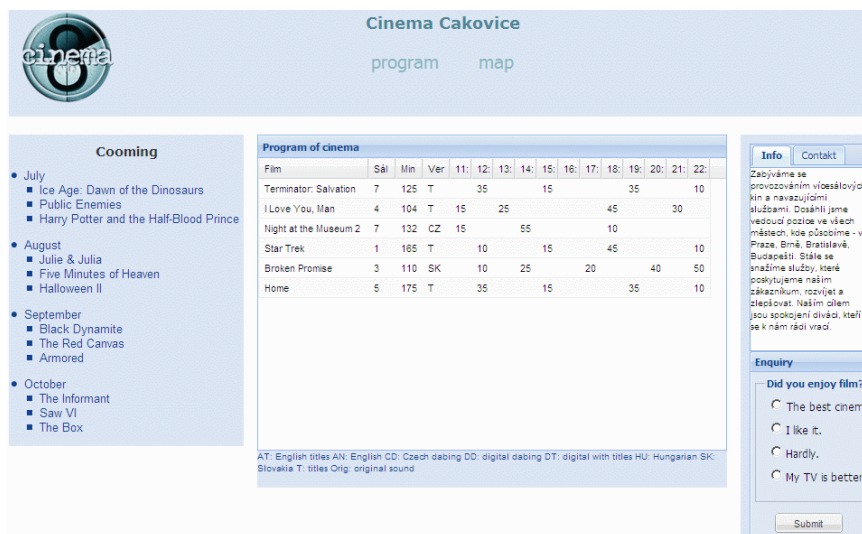 cinema
Cinema Cakovice
program map
Cooming
July
Ice Age: Dawn of the Dinosaurs
Public Enemies
Harry Potter and the Half-Blood Prince
August
Julie & Julia
Five Minutes of Heaven
Halloween II
September
Black Dynamite
The Red Canvas
Armored
October
The Informant
Saw VI
The Box
Program of cinema
Film Sál Min Ver 11: 12: 13: 14: 15: 16: 17: 18: 19: 20: 21: 22:
Terminator: Salvation 7 125 T 35 15 35 10
I Love You, Man 4 104 T 15 25 45 30
Night at the Museum 2 7 132 CZ 15 55 10
Star Trek 1 165 T 10 15 45 10
Broken Promise 3 110 SK 10 25 20 40 50
Home 5 175 T 35 15 35 10
AT: English titles AN: English CD: Czech dabing DD: digital dabing DT: digital with titles HU: Hungarian SK:
Slovakia T: titles Orig: original sound
Info Contakt
Zabýváme se
provozováním vícesálových
kin a navazujícími
službami. Dosáhli jsme
vedoucí pozice ve všech
městech, kde působíme - v
Praze, Brně, Bratislavě,
Budapešti. Stále se
snažíme služby, které
poskytujeme našim
zákazníkum, rozvíjet a
zlepšovat. Naším cílem
jsou spokojení diváci, kteří
se k nám rádi vrací.
Enquiry
Did you enjoy film?
The best cinem
I like it.
Hardly.
My TV is better
Submit